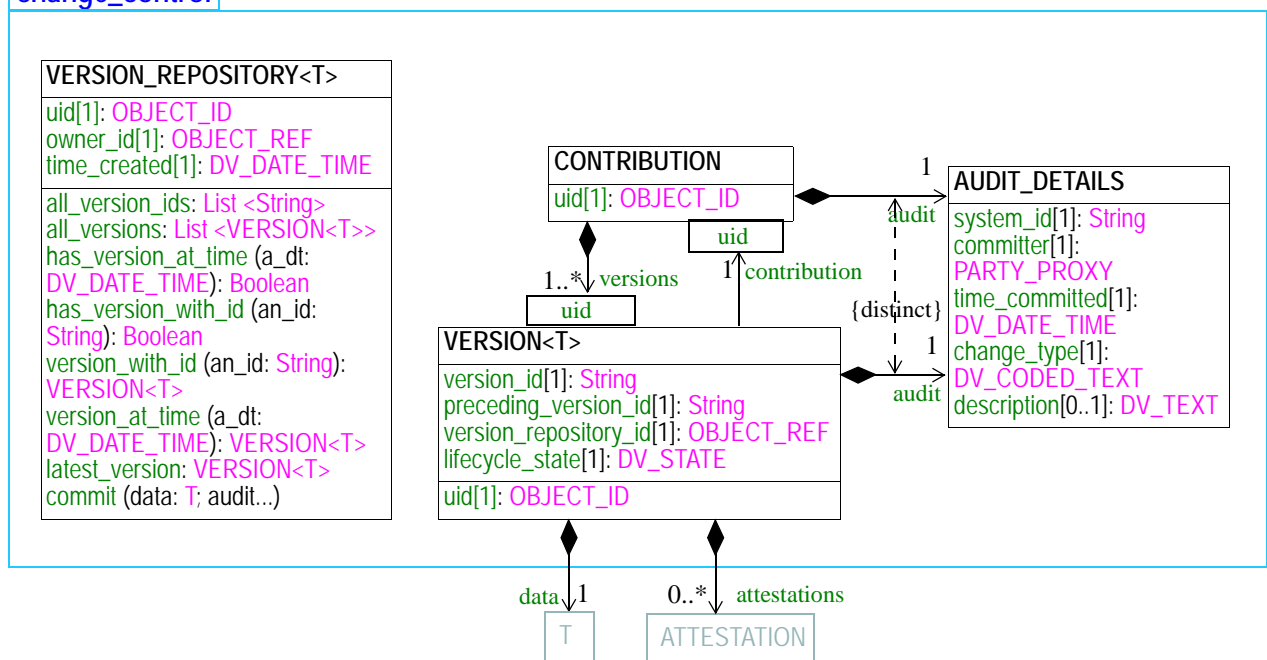 change_control
VERSION_REPOSITORY<T>
uid[1]: OBJECT_ID
owner_id[1]: OBJECT_REF
time_created[1]: DV_DATE_TIME
all_version_ids: List <String>
all_versions: List <VERSION<T>>
has_version_at_time (a_dt:
DV_DATE_TIME): Boolean
has_version_with_id (an_id:
String): Boolean
version_with_id (an_id: String):
VERSION<T>
version_at_time (a_dt:
DV_DATE_TIME): VERSION<T>
latest_version: VERSION<T>
commit (data: T; audit...)
CONTRIBUTION
uid[1]: OBJECT_ID
uid
1
audit
1..*
versions
1
contribution
uid
{distinct}
VERSION<T>
version_id[1]: String
preceding_version_id[1]: String
version_repository_id[1]: OBJECT_REF
lifecycle_state[1]: DV_STATE
uid[1]: OBJECT_ID
1
audit
AUDIT_DETAILS
system_id[1]: String
committer[1]:
PARTY_PROXY
time_committed[1]:
DV_DATE_TIME
change_type[1]:
DV_CODED_TEXT
description[0..1]: DV_TEXT
data
1
0..*
attestations
T
ATTESTATION